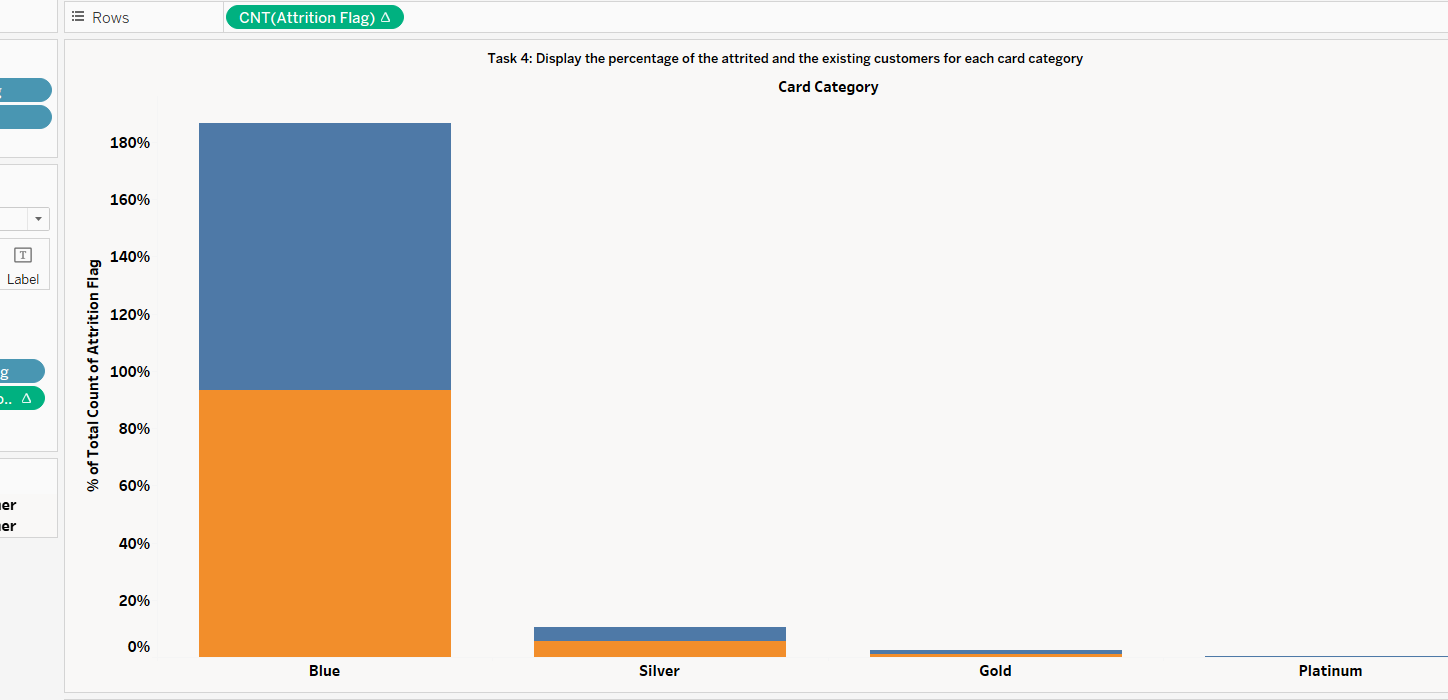 Rows
CNT(Attrition Flag) Δ
Task 4: Display the percentage of the attrited and the existing customers for each card category
Card Category
180%
160%
140%
120%
100%
80%
60%
40%
20%
0%
% of Total Count of Attrition Flag
Blue
Silver
Gold
Platinum
T
Label
g
o.. Δ
er
er